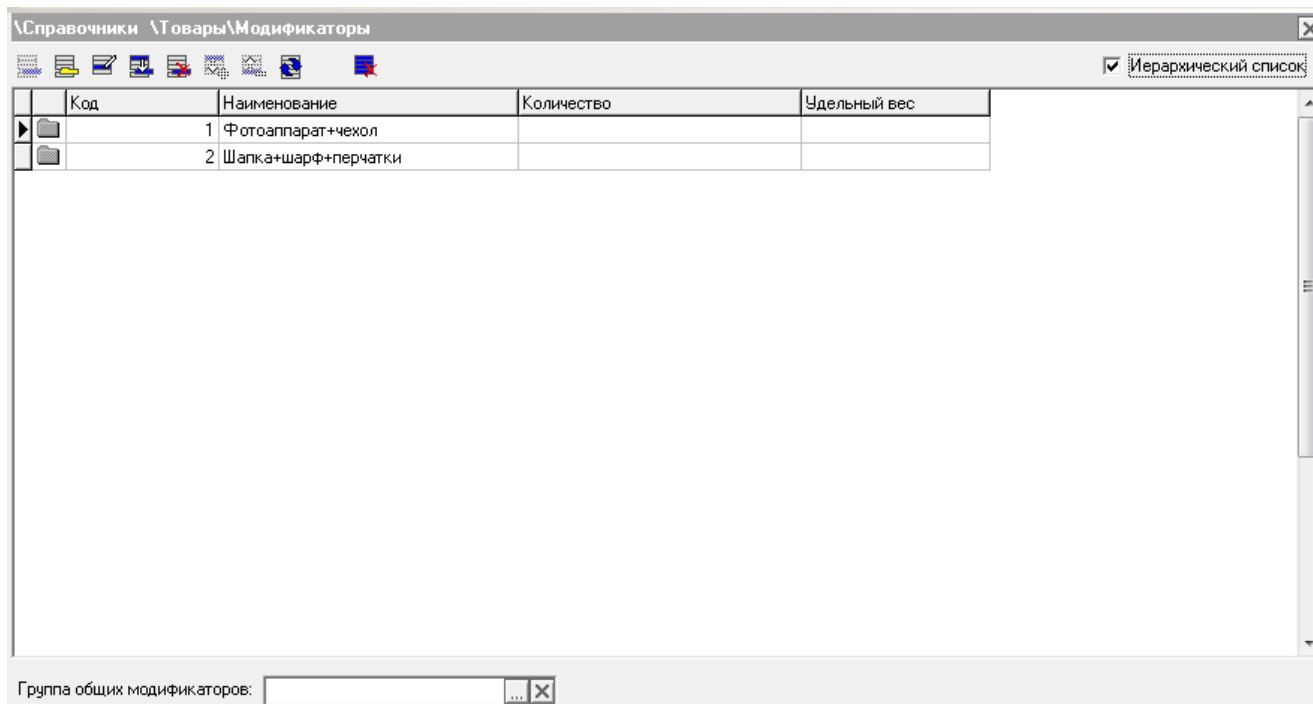 \Справочники \Товары\Модификаторы
Иерархический список
Код Наименование Количество Удельный вес
1 Фотоаппарат+чехол
2 Шапка+шарф+перчатки
Группа общих модификаторов: ...